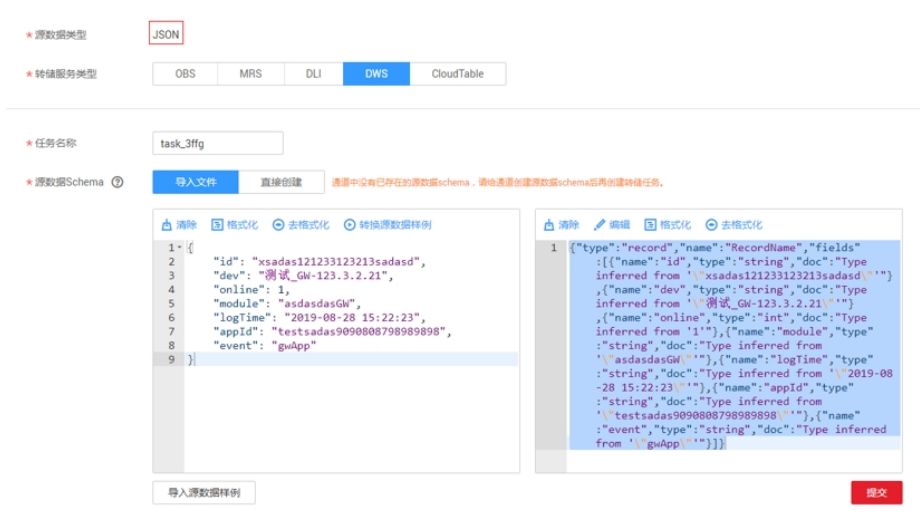 * 源数据类型 JSON
* 转储服务类型 OBS MRS DLI DWS CloudTable
* 任务名称 task_3ffg
* 源数据Schema ? 导入文件 直接创建 通道中没有已存在的源数据schema，请给通道创建源数据schema后再创建转储任务。
清除 格式化 去格式化 转换源数据样例
1 {
2 "id": "xsadas121233123213sadasd",
3 "dev": "测试_GW-123.3.2.21",
4 "online": 1,
5 "module": "asdasdasGW",
6 "logTime": "2019-08-28 15:22:23",
7 "appId": "testsadas9090808798989898",
8 "event": "gwApp"
9 }
清除 编辑 格式化 去格式化
1 {"type":"record","name":"RecordName","fields"
:[{"name":"id","type":"string","doc":"Type
inferred from '\"xsadas121233123213sadasd\"'"}
,{"name":"dev","type":"string","doc":"Type
inferred from '\"测试_GW-123.3.2.21\"'"}
,{"name":"online","type":"int","doc":"Type
inferred from '1'"},{"name":"module","type"
:"string","doc":"Type inferred from
'\"asdasdasGW\"'"},{"name":"logTime","type"
:"string","doc":"Type inferred from '\"2019-08
-28 15:22:23\"'"},{"name":"appId","type"
:"string","doc":"Type inferred from
'\"testsadas9090808798989898\"'"},{"name"
:"event","type":"string","doc":"Type inferred
from '\"gwApp\"'"}]}
导入源数据样例
提交